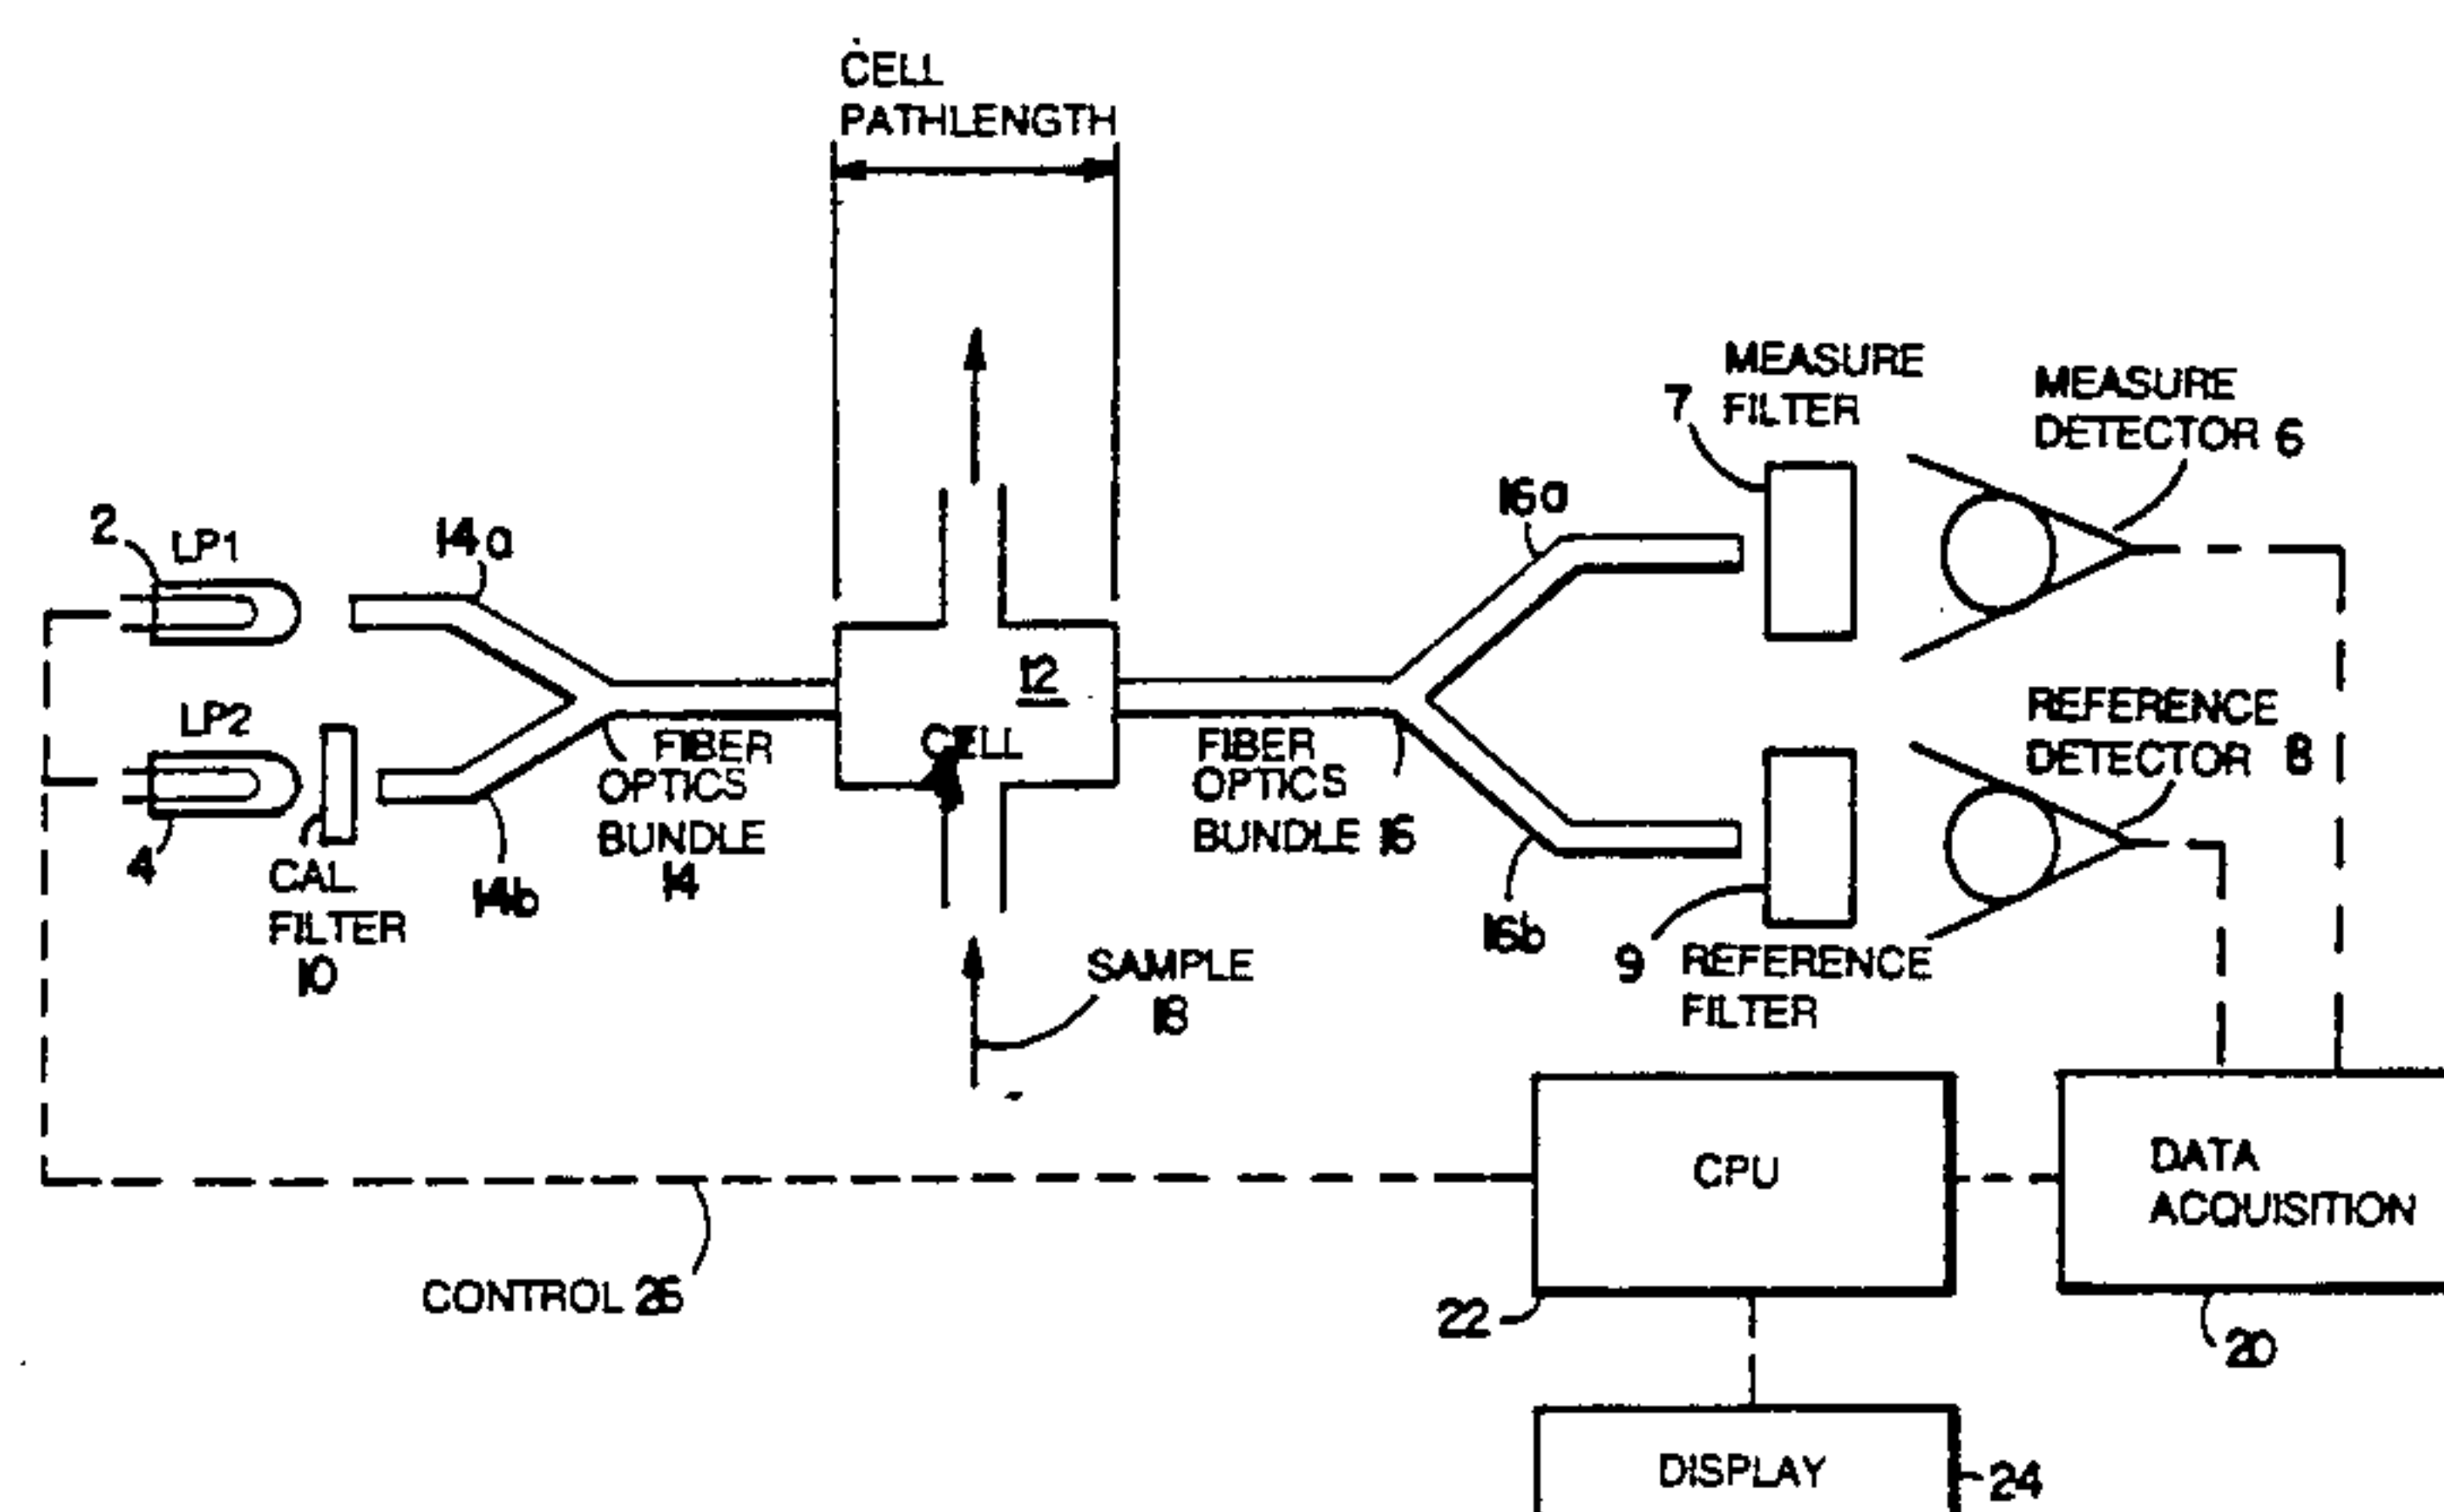 CELL
PATHLENGTH
MEASURE
FILTER
7
MEASURE
DETECTOR 6
2
LP1
14a
16a
12
CELL
LP2
4
CAL
FILTER
10
14b
FIBER
OPTICS
BUNDLE
14
FIBER
OPTICS
BUNDLE 16
16b
REFERENCE
DETECTOR 8
9
REFERENCE
FILTER
SAMPLE
18
CPU
22
DATA
ACQUISITION
20
CONTROL 26
DISPLAY
24